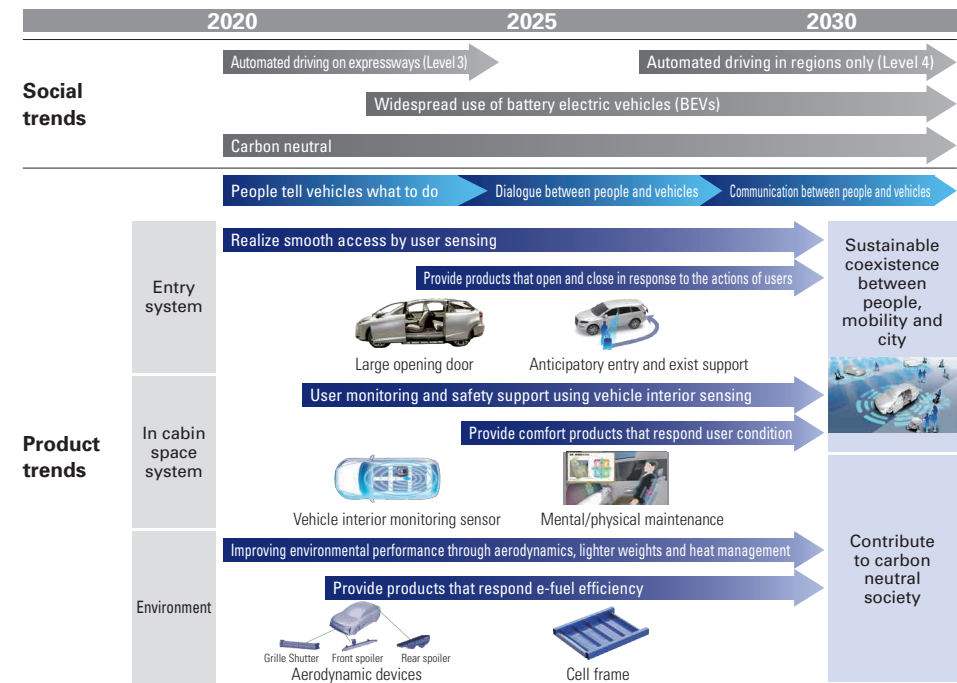 2020 2025 2030
Social
trends
Automated driving on expressways (Level 3)
Automated driving in regions only (Level 4)
Widespread use of battery electric vehicles (BEVs)
Carbon neutral
People tell vehicles what to do
Dialogue between people and vehicles
Communication between people and vehicles
Product
trends
Entry
system
Realize smooth access by user sensing
Provide products that open and close in response to the actions of users
Large opening door
Anticipatory entry and exist support
In cabin
space
system
User monitoring and safety support using vehicle interior sensing
Provide comfort products that respond user condition
Vehicle interior monitoring sensor
Mental/physical maintenance
Environment
Improving environmental performance through aerodynamics, lighter weights and heat management
Provide products that respond e-fuel efficiency
Grille Shutter
Front spoiler
Rear spoiler
Aerodynamic devices
Cell frame
Sustainable
coexistence
between
people,
mobility and
city
Contribute
to carbon
neutral
society